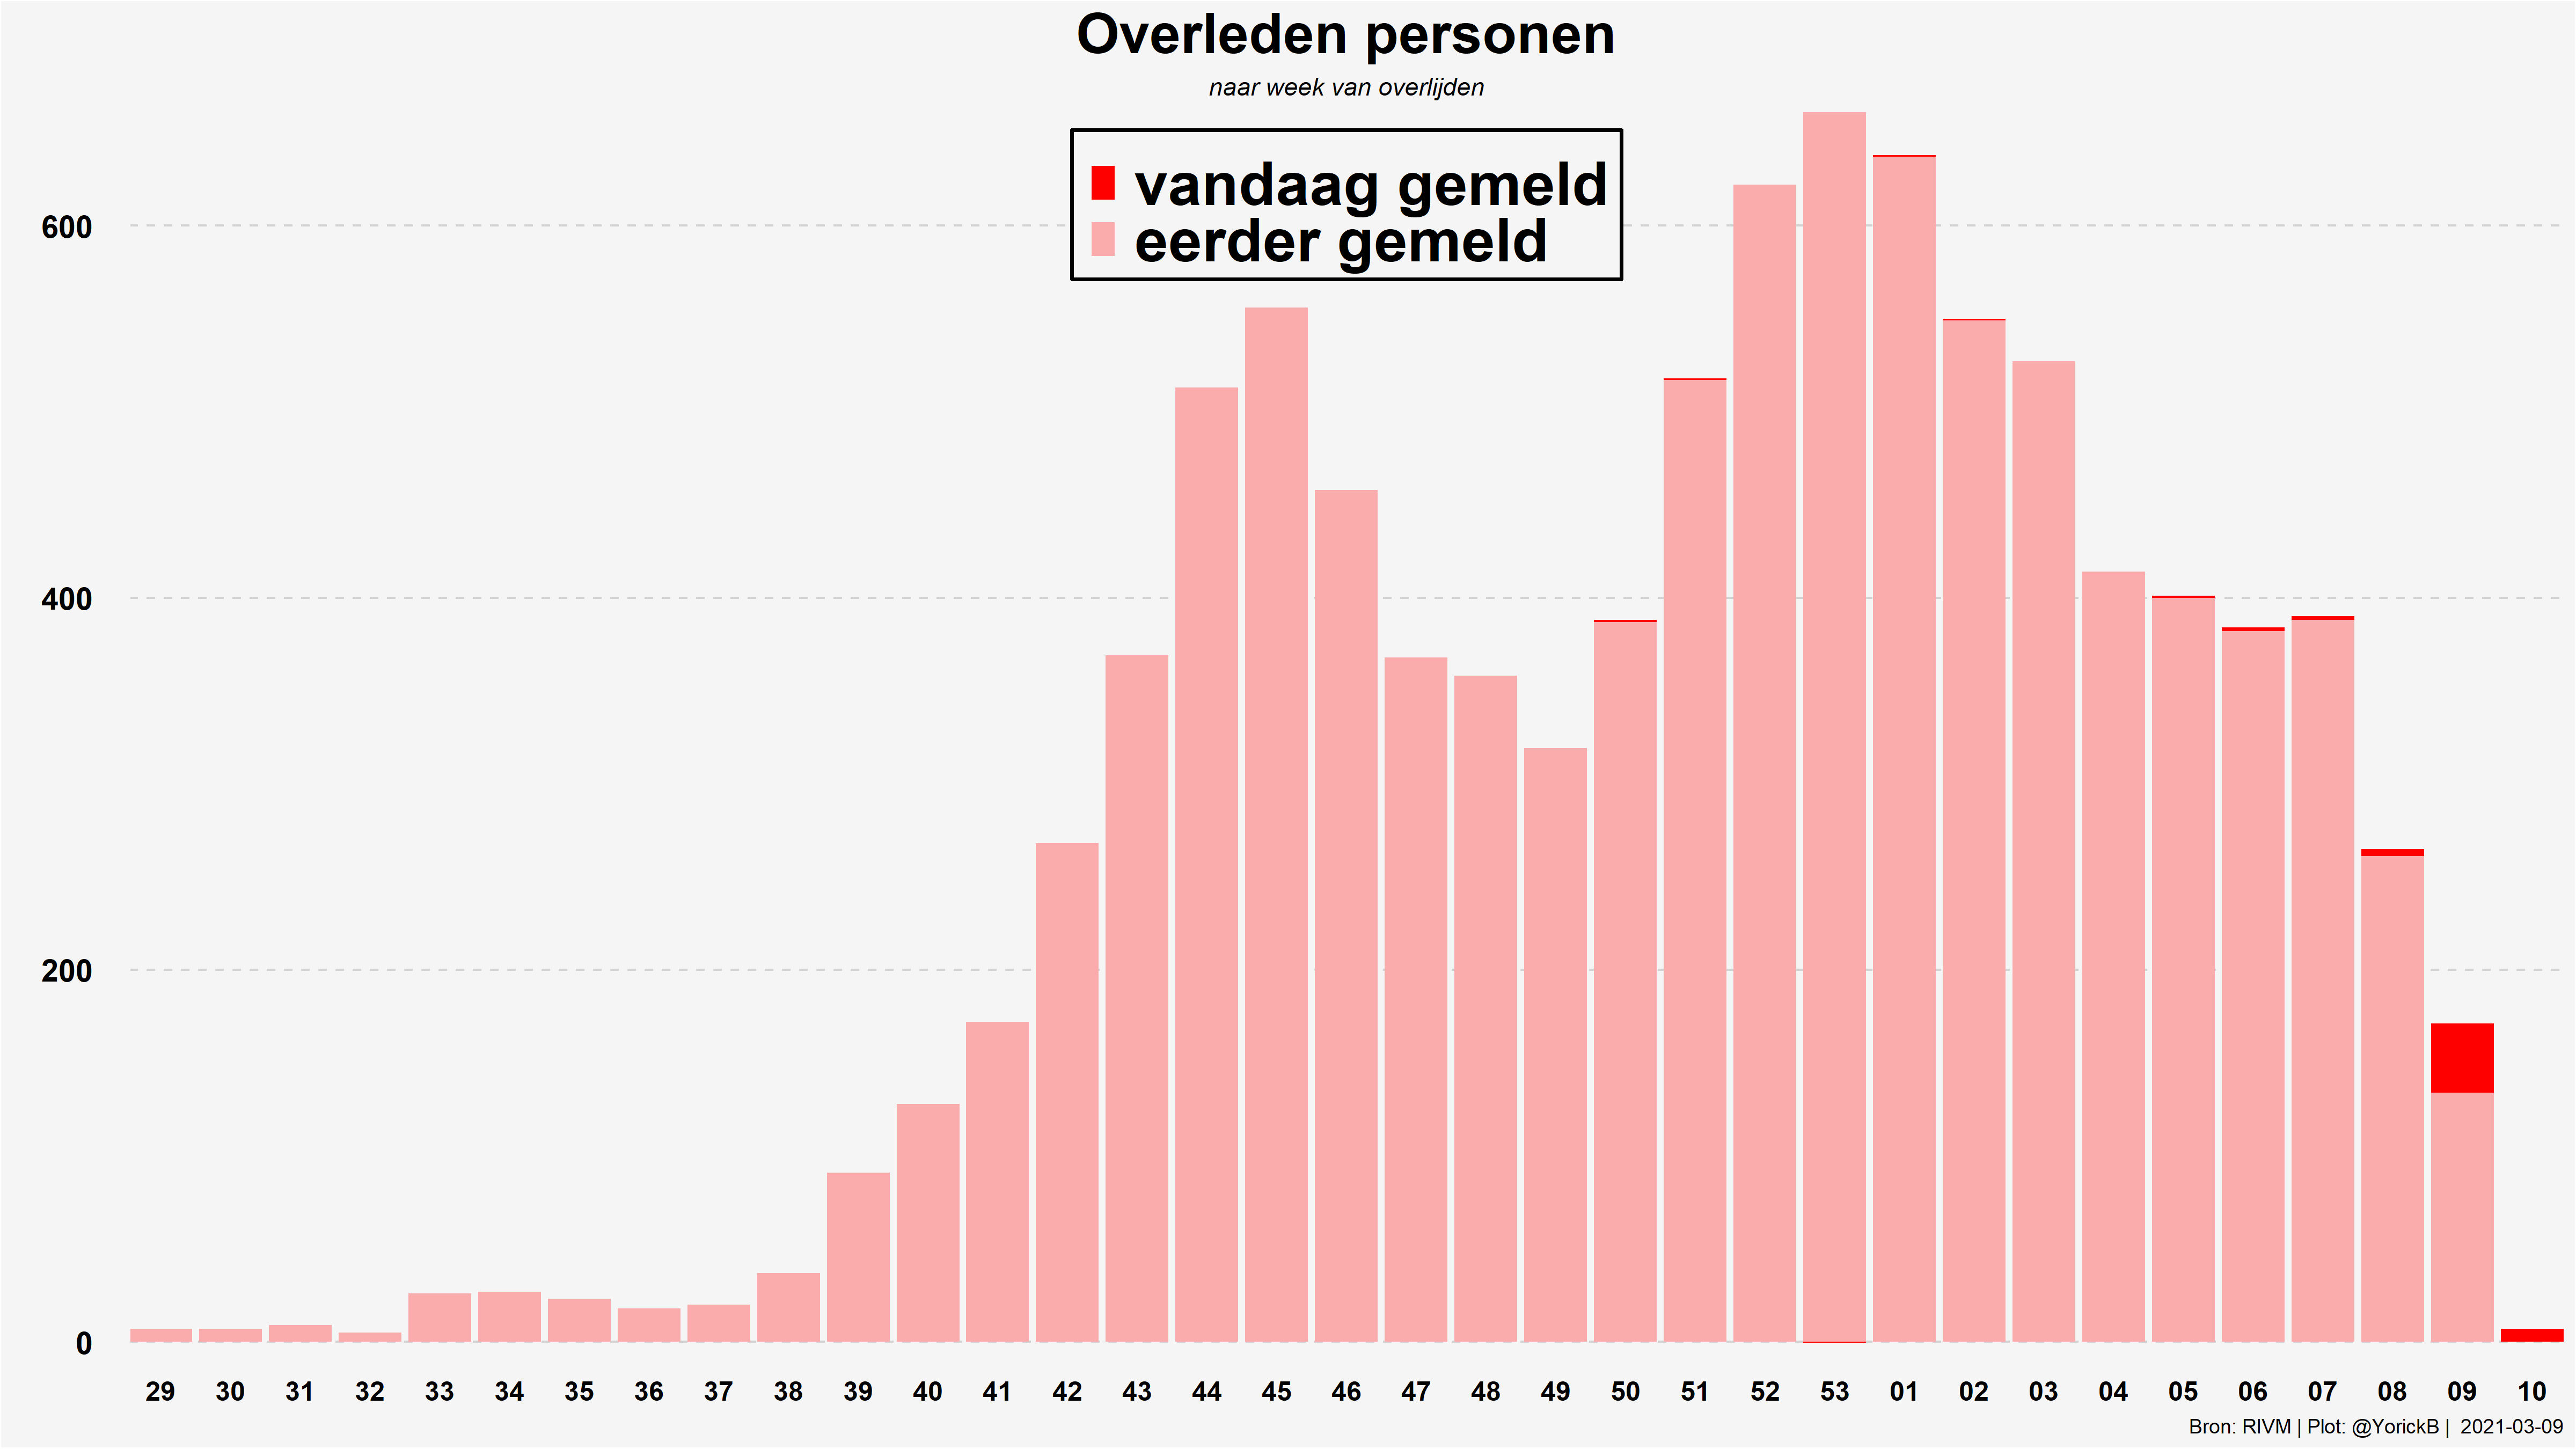 Overleden personen
naar week van overlijden
vandaag gemeld
eerder gemeld
600
400
200
0
29 30 31 32 33 34 35 36 37 38 39 40 41 42 43 44 45 46 47 48 49 50 51 52 53 01 02 03 04 05 06 07 08 09 10
Bron: RIVM | Plot: @YorickB | 2021-03-09